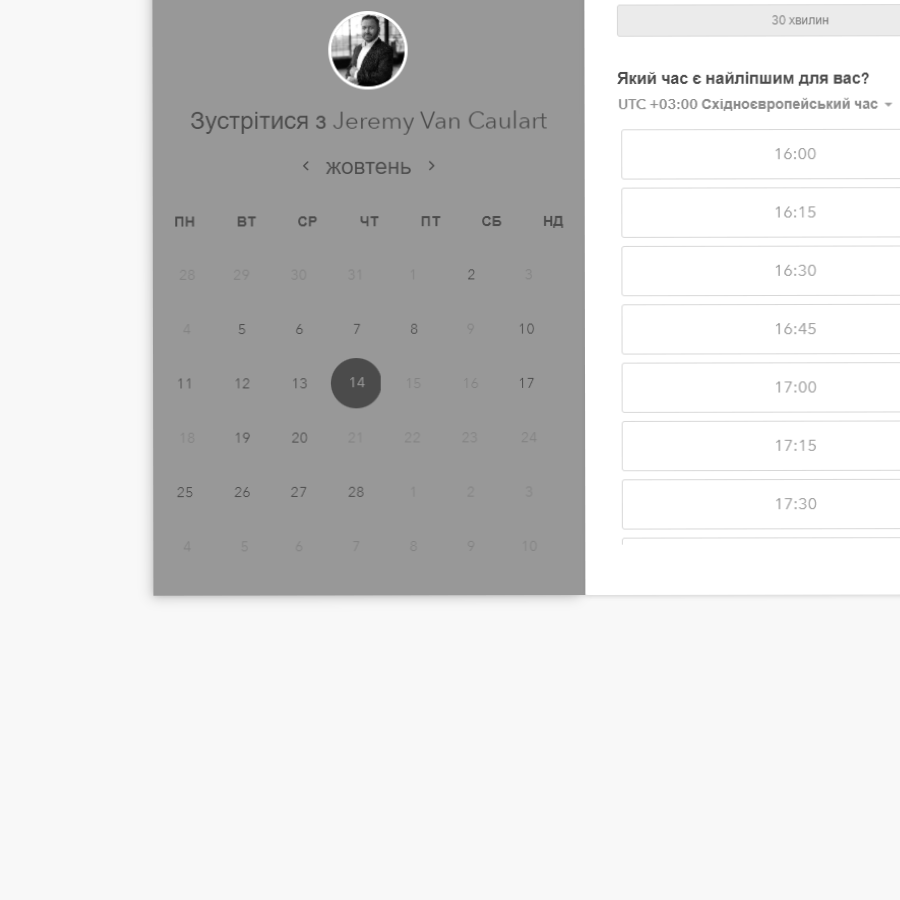 Зустрітися з Jeremy Van Caulart
жовтень
ПН ВТ СР ЧТ ПТ СБ НД
28 29 30 31 1 2 3
4 5 6 7 8 9 10
11 12 13 14 15 16 17
18 19 20 21 22 23 24
25 26 27 28 1 2 3
4 5 6 7 8 9 10
30 хвилин
Який час є найліпшим для вас?
UTC +03:00 Східноєвропейський час
16:00
16:15
16:30
16:45
17:00
17:15
17:30